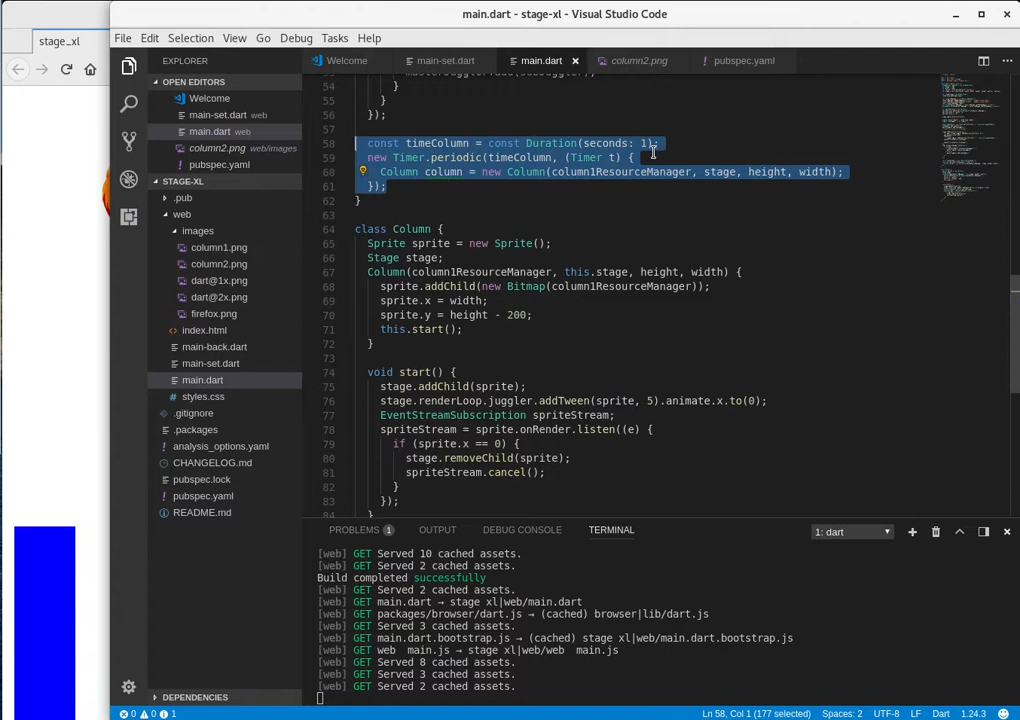 main.dart - stage-xl - Visual Studio Code
stage_xl
File Edit Selection View Go Debug Tasks Help
EXPLORER
OPEN EDITORS
Welcome
main-set.dart web
main.dart web
column2.png web/images
pubspec.yaml
STAGE-XL
.pub
web
images
column1.png
column2.png
dart@1x.png
dart@2x.png
firefox.png
index.html
main-back.dart
main-set.dart
main.dart
styles.css
.gitignore
.packages
analysis_options.yaml
CHANGELOG.md
pubspec.lock
pubspec.yaml
README.md
DEPENDENCIES
Welcome main-set.dart main.dart column2.png pubspec.yaml
54 }
55 }
56 });
57
58 const timeColumn = const Duration(seconds: 1);
59 new Timer.periodic(timeColumn, (Timer t) {
60 Column column = new Column(column1ResourceManager, stage, height, width);
61 });
62 }
63
64 class Column {
65 Sprite sprite = new Sprite();
66 Stage stage;
67 Column(column1ResourceManager, this.stage, height, width) {
68 sprite.addChild(new Bitmap(column1ResourceManager));
69 sprite.x = width;
70 sprite.y = height - 200;
71 this.start();
72 }
73
74 void start() {
75 stage.addChild(sprite);
76 stage.renderLoop.juggler.addTween(sprite, 5).animate.x.to(0);
77 EventStreamSubscription spriteStream;
78 spriteStream = sprite.onRender.listen((e) {
79 if (sprite.x == 0) {
80 stage.removeChild(sprite);
81 spriteStream.cancel();
82 }
83 });
84 }
PROBLEMS 1 OUTPUT DEBUG CONSOLE TERMINAL 1: dart
[web] GET Served 10 cached assets.
[web] GET Served 2 cached assets.
Build completed successfully
[web] GET Served 2 cached assets.
[web] GET main.dart → stage xl|web/main.dart
[web] GET packages/browser/dart.js → (cached) browser|lib/dart.js
[web] GET Served 3 cached assets.
[web] GET main.dart.bootstrap.js → (cached) stage xl|web/main.dart.bootstrap.js
[web] GET web main.js → stage xl|web/web main.js
[web] GET Served 8 cached assets.
[web] GET Served 3 cached assets.
[web] GET Served 2 cached assets.
0 0 1 Ln 58, Col 1 (177 selected) Spaces: 2 UTF-8 LF Dart 1.24.3